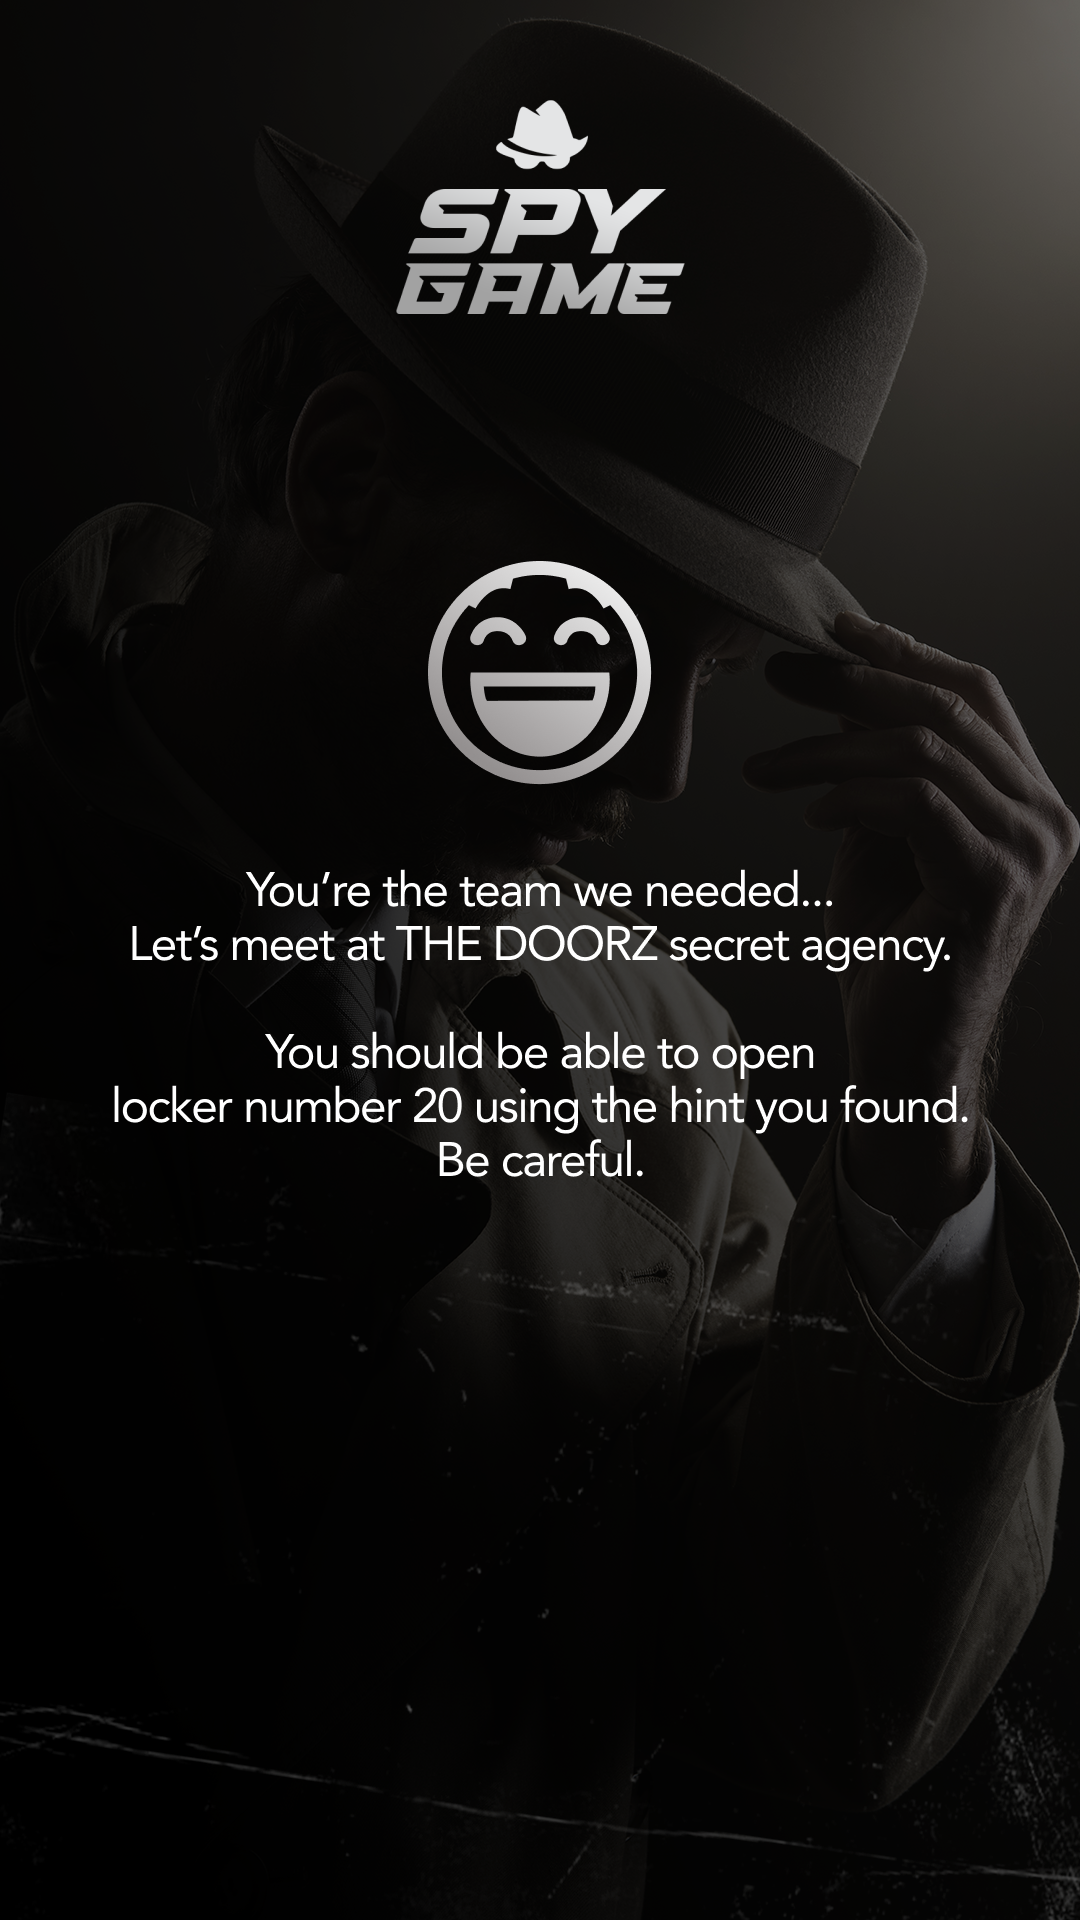 SPY
GAME
You’re the team we needed...
Let’s meet at THE DOORZ secret agency.
You should be able to open
locker number 20 using the hint you found.
Be careful.